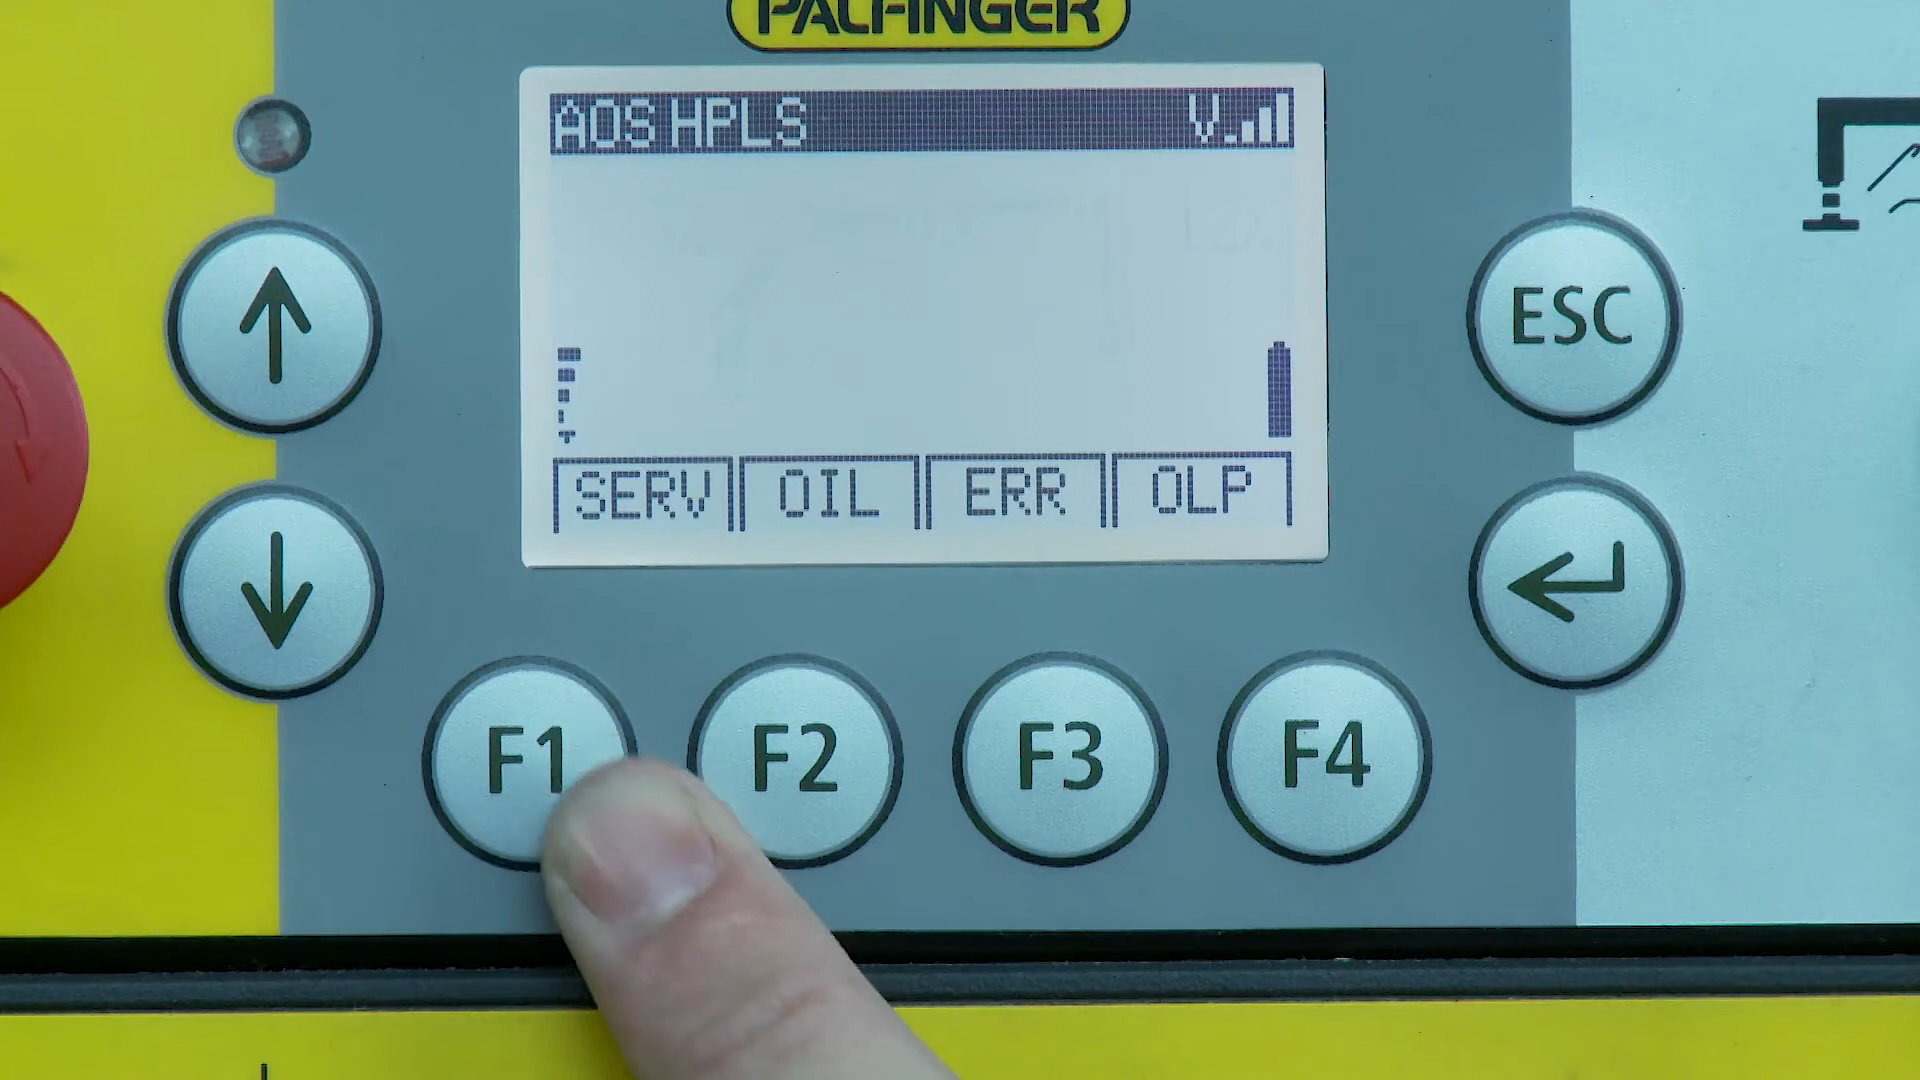 PALFINGER
AOS HPLS V
SERV OIL ERR OLP
ESC
F1 F2 F3 F4